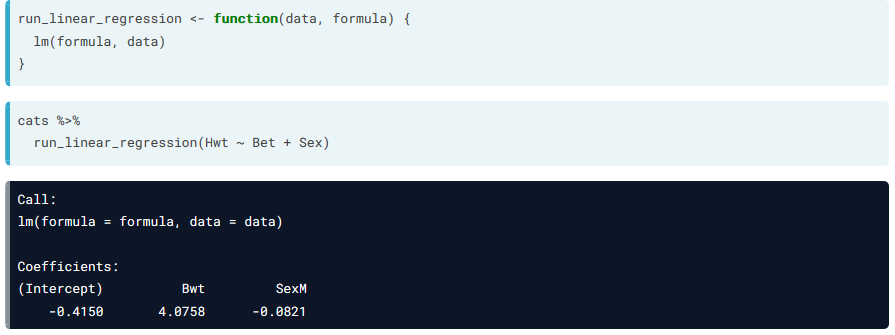 run_linear_regression <- function(data, formula) {
  lm(formula, data)
}
cats %>%
  run_linear_regression(Hwt ~ Bet + Sex)
Call:
lm(formula = formula, data = data)
Coefficients:
(Intercept)          Bwt         SexM
    -0.4150       4.0758      -0.0821